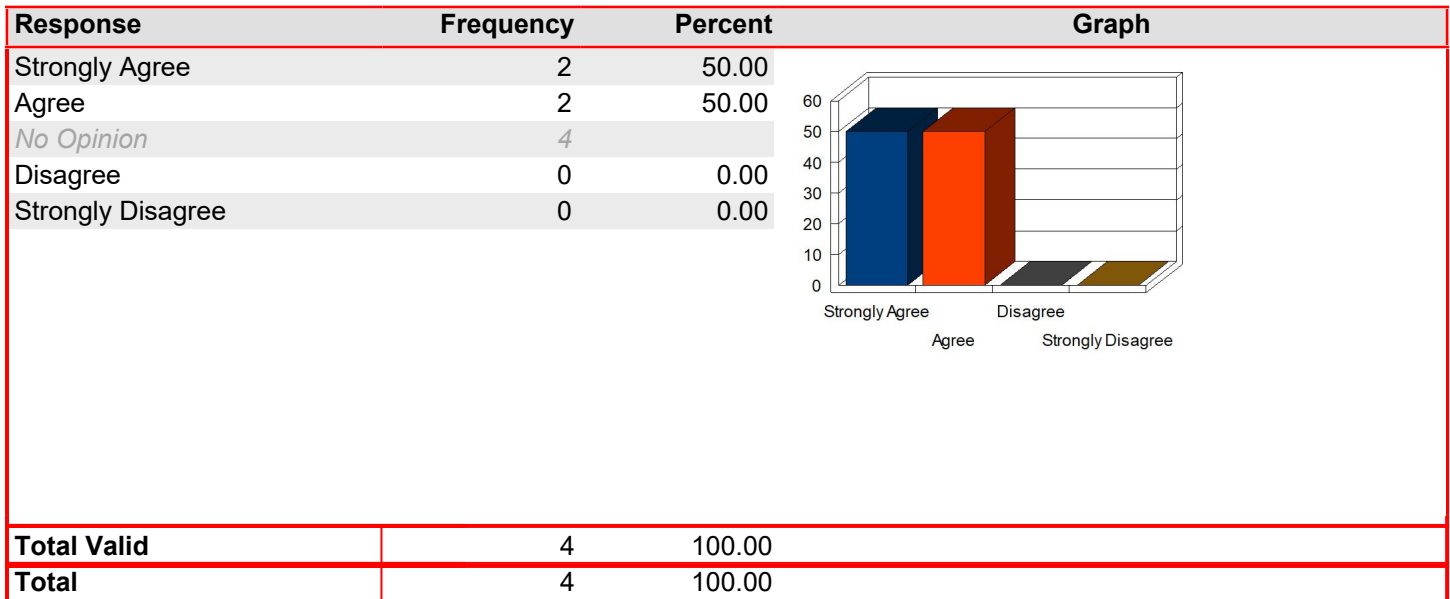 Response Frequency Percent Graph
Strongly Agree 2 50.00
Agree 2 50.00
No Opinion 4
Disagree 0 0.00
Strongly Disagree 0 0.00
60
50
40
30
20
10
0
Strongly Agree Disagree
Agree Strongly Disagree
Total Valid 4 100.00
Total 4 100.00